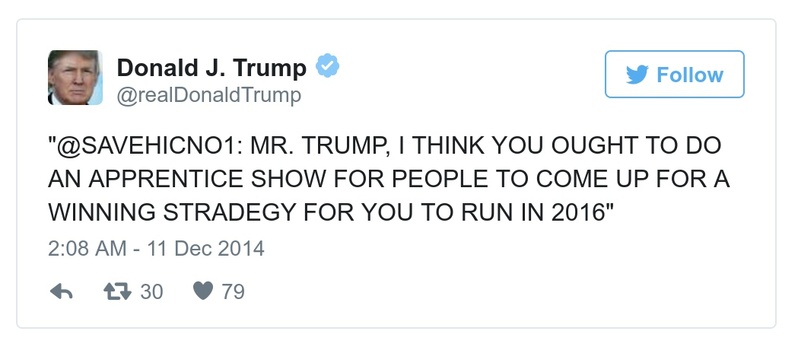 Donald J. Trump
@realDonaldTrump
Follow
"@SAVEHICNO1: MR. TRUMP, I THINK YOU OUGHT TO DO
AN APPRENTICE SHOW FOR PEOPLE TO COME UP FOR A
WINNING STRADEGY FOR YOU TO RUN IN 2016"
2:08 AM - 11 Dec 2014
30 79